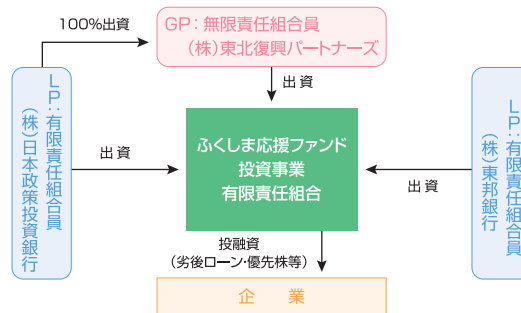 100%出資
GP：無限責任組合員
(株)東北復興パートナーズ
出 資
LP：有限責任組合員
(株)日本政策投資銀行
出 資
ふくしま応援ファンド
投資事業
有限責任組合
出 資
LP：有限責任組合員
(株)東邦銀行
投融資
(劣後ローン・優先株等)
企 業